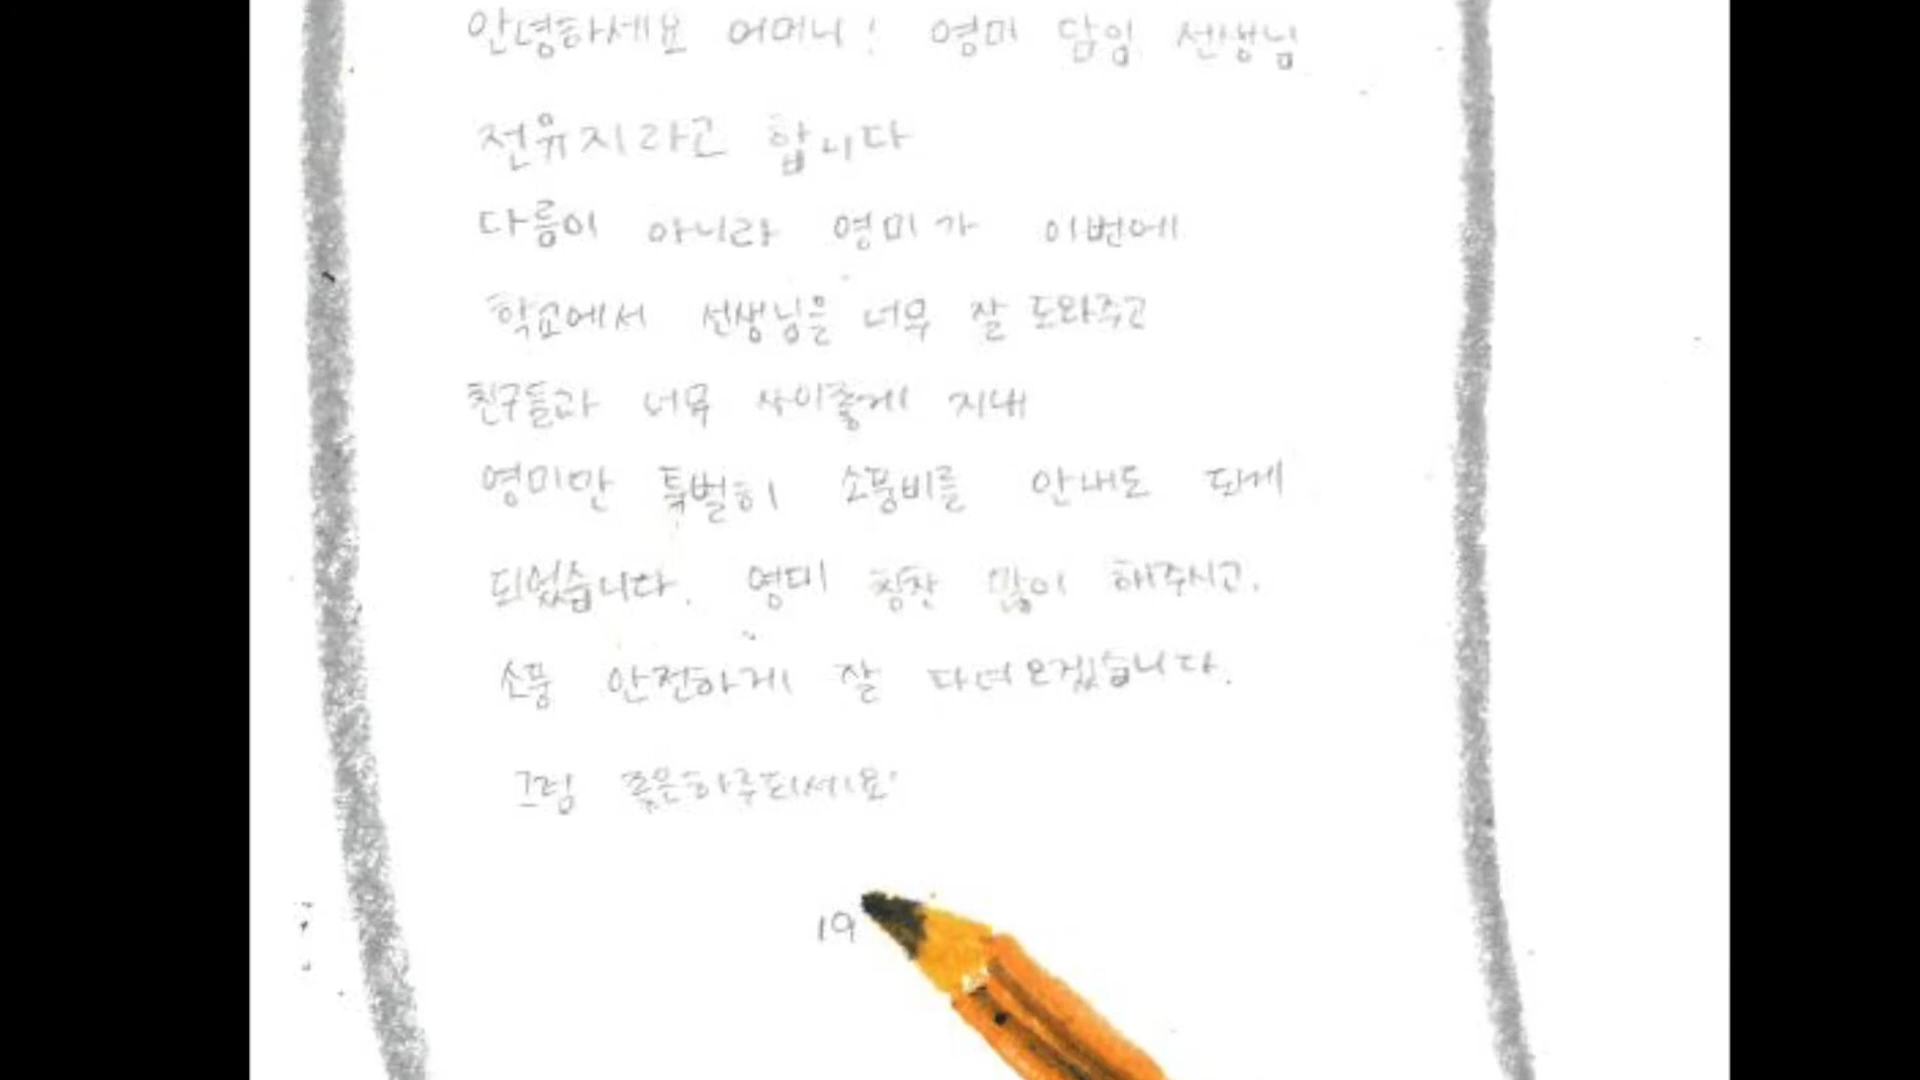 안녕하세요 어머니! 영미 담임 선생님
전유지라고 합니다
다름이 아니라 영미가 이번에
학교에서 선생님을 너무 잘 도와주고
친구들과 너무 사이좋게 지내
영미만 특별히 소풍비를 안내도 되게
되었습니다. 영미 칭찬 많이 해주시고.
소풍 안전하게 잘 다녀오겠습니다.
그럼 좋은하루되세요
19